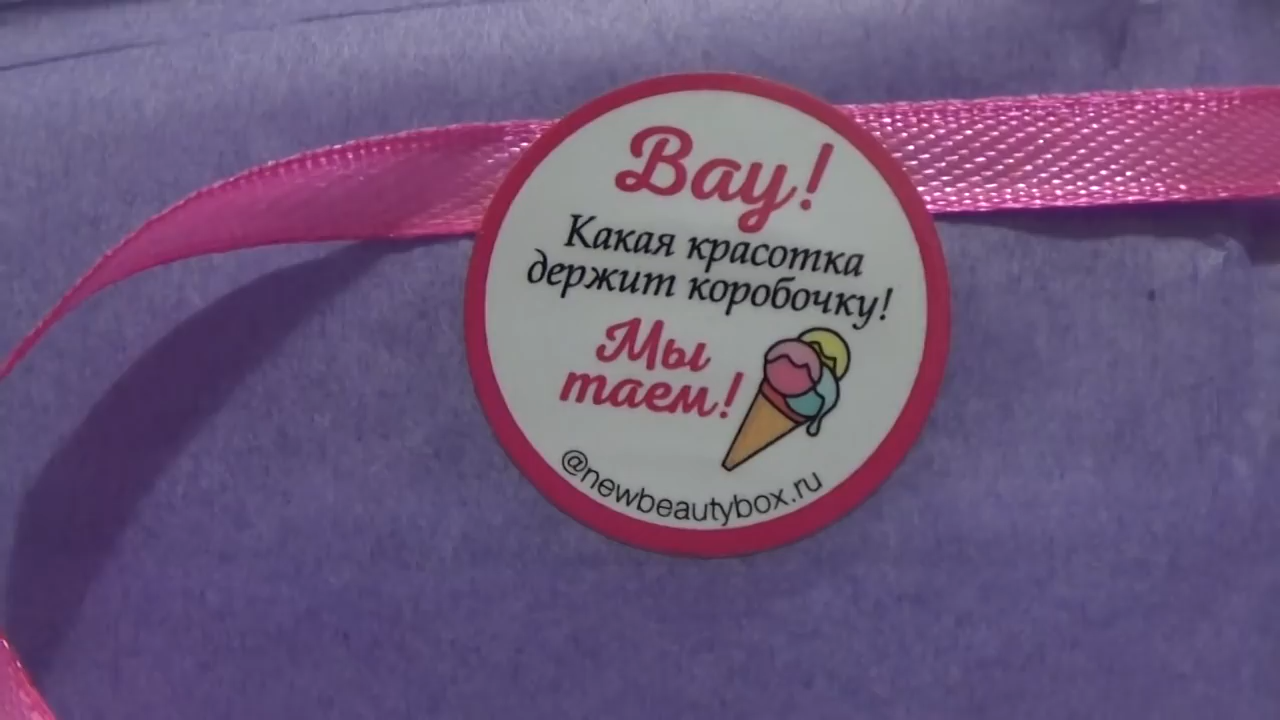 Вау!
Какая красотка
держит коробочку!
Мы
таем!
@newbeautybox.ru